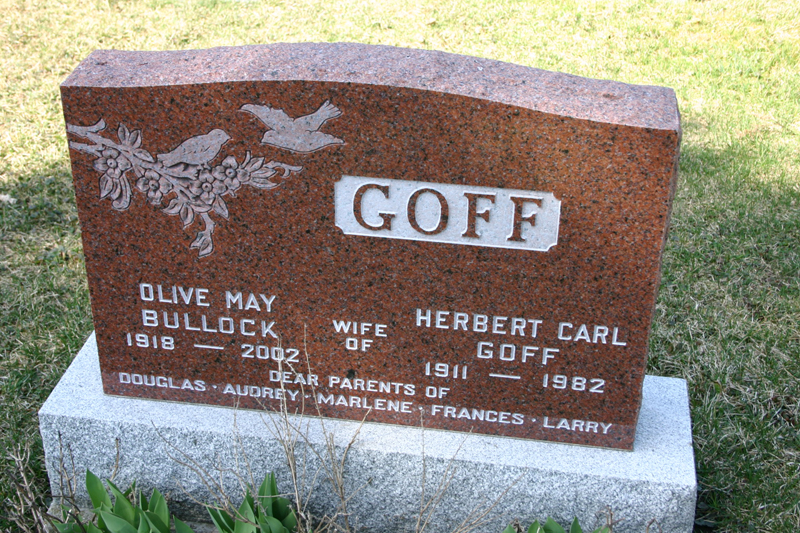 GOFF
OLIVE MAY
BULLOCK
1918 — 2002
WIFE
OF
HERBERT CARL
GOFF
1911 — 1982
DEAR PARENTS OF
DOUGLAS · AUDREY · MARLENE · FRANCES · LARRY